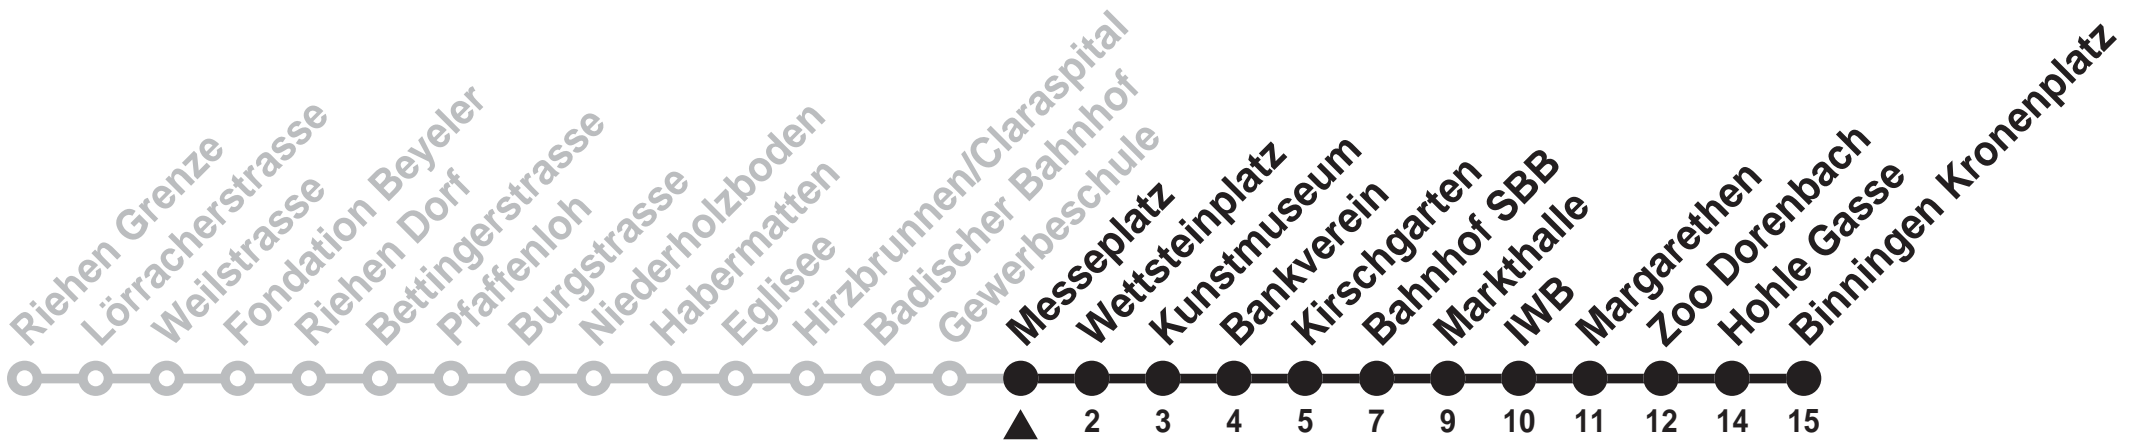 Riehen Grenze
Lörracherstrasse
Weilstrasse
Fondation Beyeler
Riehen Dorf
Bettingerstrasse
Pfaffenloh
Burgstrasse
Niederholzboden
Habermatten
Eglisee
Hirzbrunnen/Claraspital
Badischer Bahnhof
Gewerbeschule
Messeplatz
Wettsteinplatz
Kunstmuseum
Bankverein
Kirschgarten
Bahnhof SBB
Markthalle
IWB
Margarethen
Zoo Dorenbach
Hohle Gasse
Binningen Kronenplatz
2 3 4 5 7 9 10 11 12 14 15